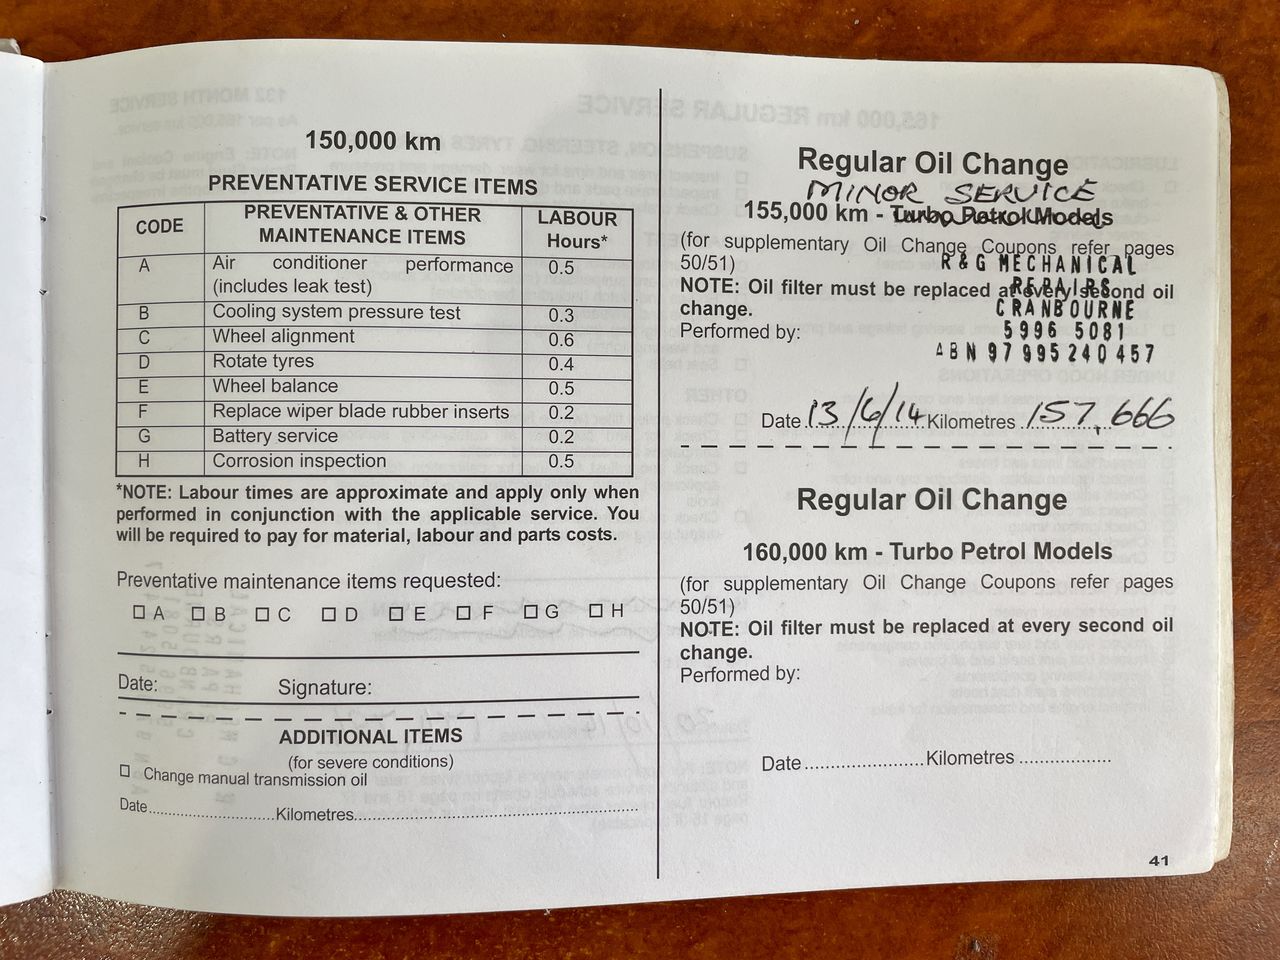 150,000 km
PREVENTATIVE SERVICE ITEMS
CODE PREVENTATIVE & OTHER MAINTENANCE ITEMS LABOUR Hours*
A Air conditioner performance (includes leak test) 0.5
B Cooling system pressure test 0.3
C Wheel alignment 0.6
D Rotate tyres 0.4
E Wheel balance 0.5
F Replace wiper blade rubber inserts 0.2
G Battery service 0.2
H Corrosion inspection 0.5
*NOTE: Labour times are approximate and apply only when
performed in conjunction with the applicable service. You
will be required to pay for material, labour and parts costs.
Preventative maintenance items requested:
☐ A ☐ B ☐ C ☐ D ☐ E ☐ F ☐ G ☐ H
Date: Signature:
ADDITIONAL ITEMS
(for severe conditions)
☐ Change manual transmission oil
Date............................Kilometres................................................................
Regular Oil Change
MINOR SERVICE
155,000 km - Turbo Petrol Models
(for supplementary Oil Change Coupons refer pages
50/51)
R & G MECHANICAL
NOTE: Oil filter must be replaced at every second oil
REPAIRS
change.
CRANBOURNE
Performed by:
5996 5081
ABN 97 995 240 457
Date 13/6/14 Kilometres 157,666
Regular Oil Change
160,000 km - Turbo Petrol Models
(for supplementary Oil Change Coupons refer pages
50/51)
NOTE: Oil filter must be replaced at every second oil
change.
Performed by:
Date..........................Kilometres....................
41